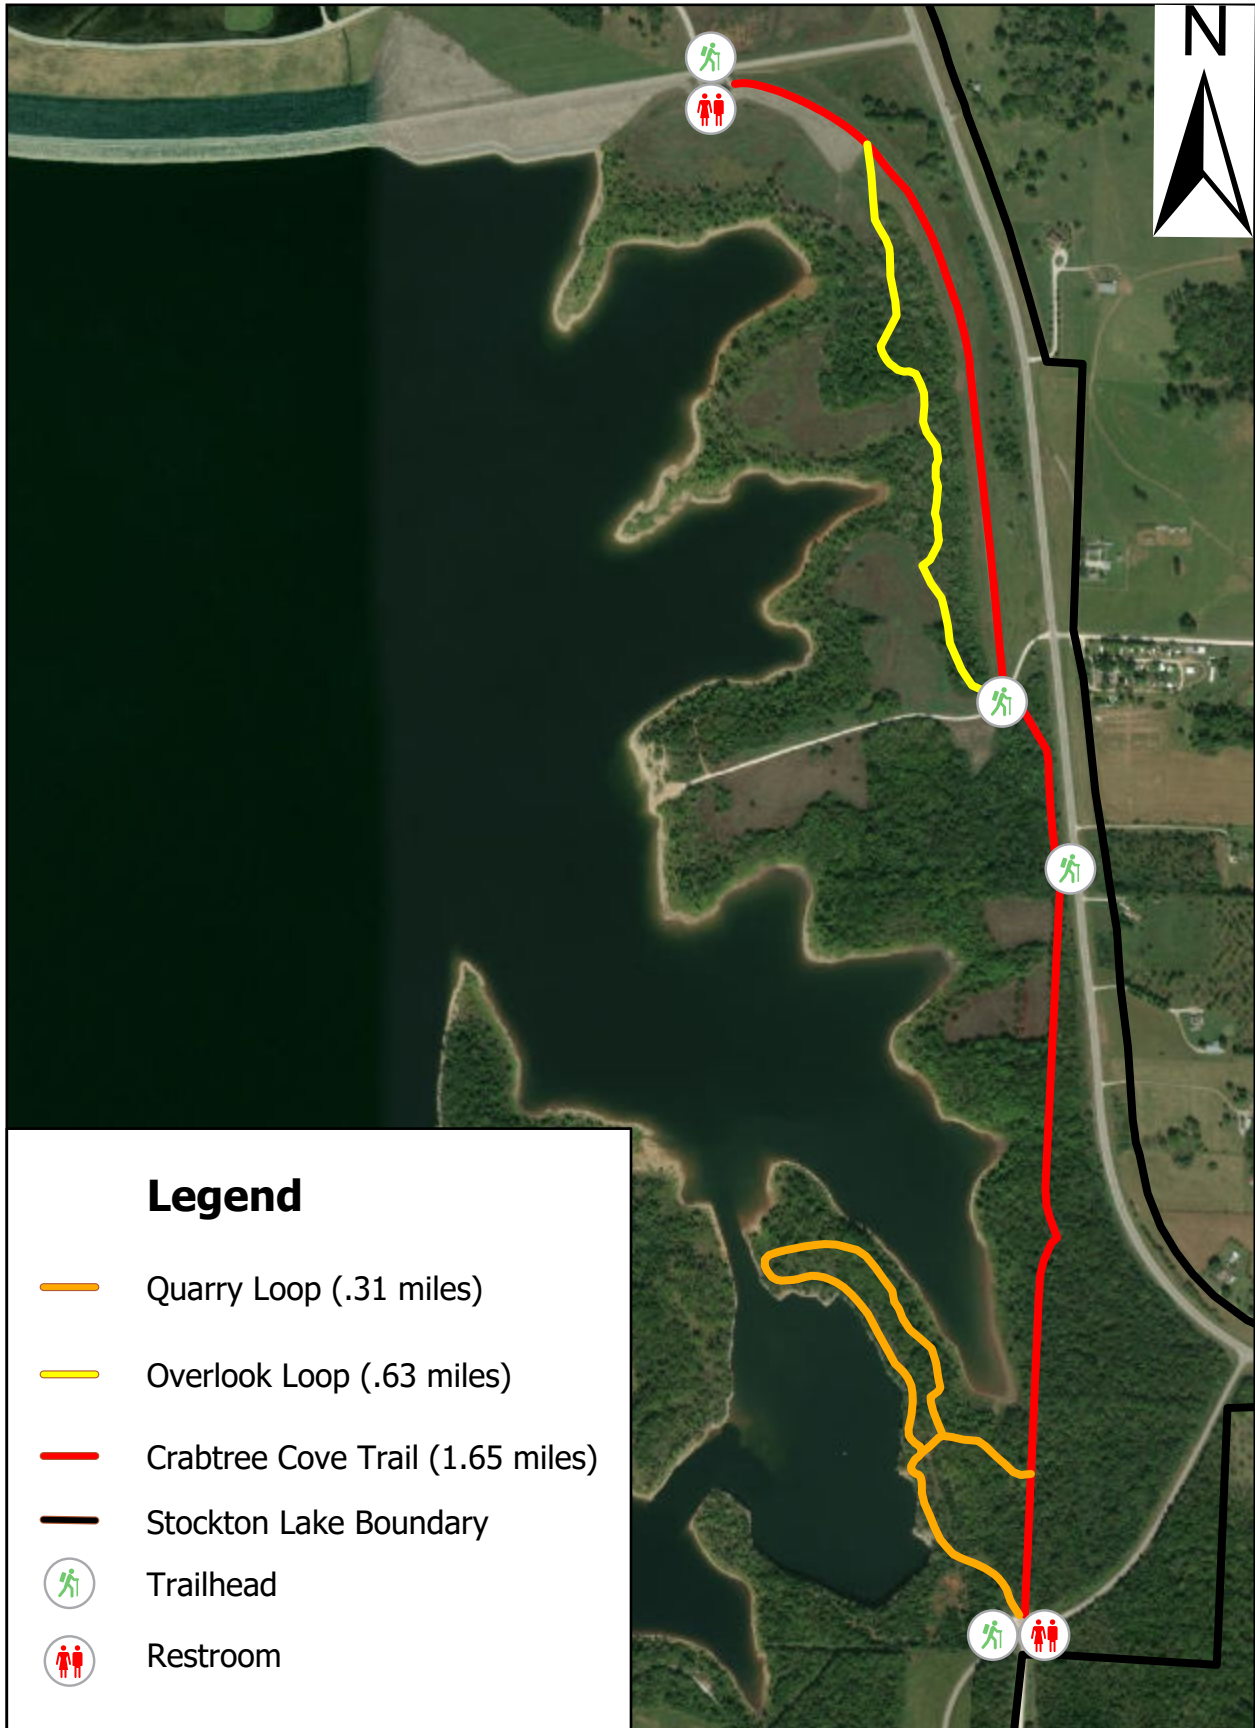 N
Legend
Quarry Loop (.31 miles)
Overlook Loop (.63 miles)
Crabtree Cove Trail (1.65 miles)
Stockton Lake Boundary
Trailhead
Restroom